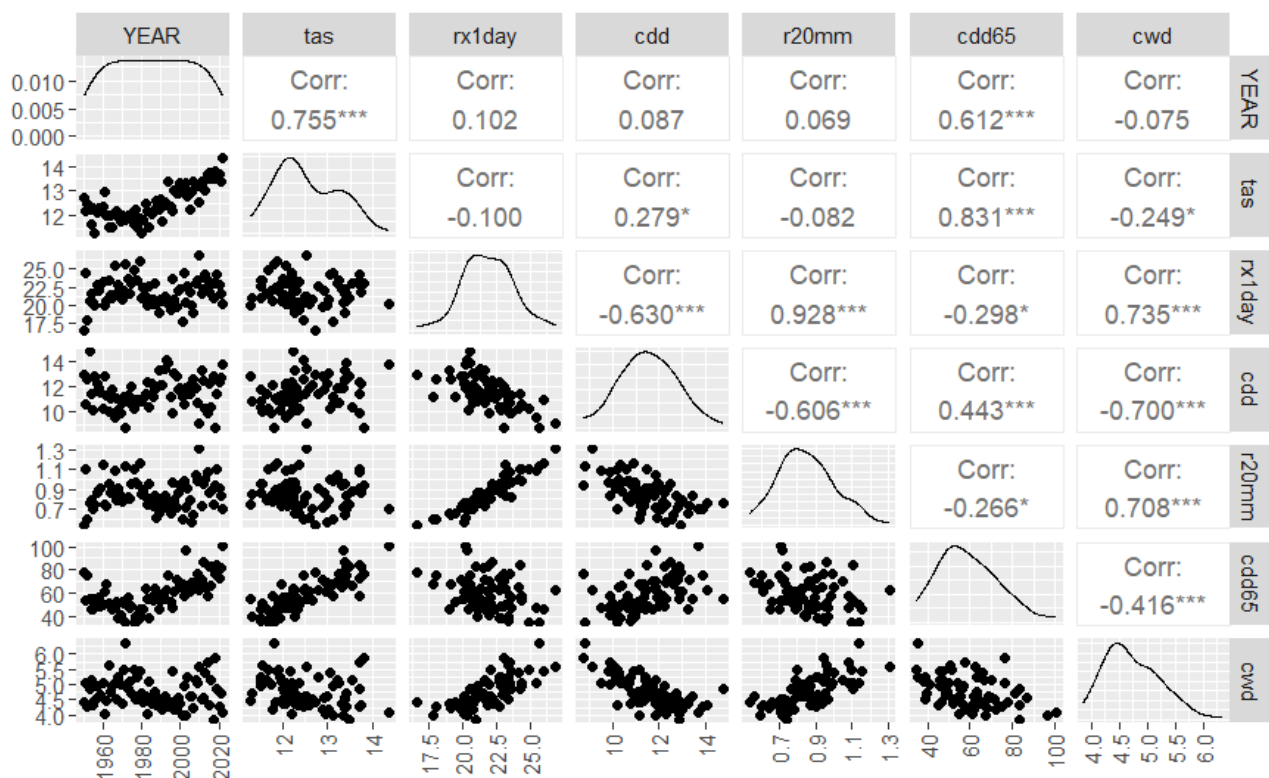 YEAR tas rx1day cdd r20mm cdd65 cwd
0.010
0.005
0.000
Corr: Corr: Corr: Corr: Corr: Corr:
0.755*** 0.102 0.087 0.069 0.612*** -0.075
YEAR
14
13
12
Corr: Corr: Corr: Corr: Corr:
-0.100 0.279* -0.082 0.831*** -0.249*
tas
25.0
22.5
20.0
17.5
Corr: Corr: Corr: Corr:
-0.630*** 0.928*** -0.298* 0.735***
rx1day
14
12
10
Corr: Corr: Corr:
-0.606*** 0.443*** -0.700***
cdd
1.3
1.1
0.9
0.7
Corr: Corr:
-0.266* 0.708***
r20mm
100
80
60
40
Corr:
-0.416***
cdd65
6.0
5.5
5.0
4.5
4.0
cwd
1960 1980 2000 2020 12 13 14 17.5 20.0 22.5 25.0 10 12 14 0.7 0.9 1.1 1.3 40 60 80 100 4.0 4.5 5.0 5.5 6.0